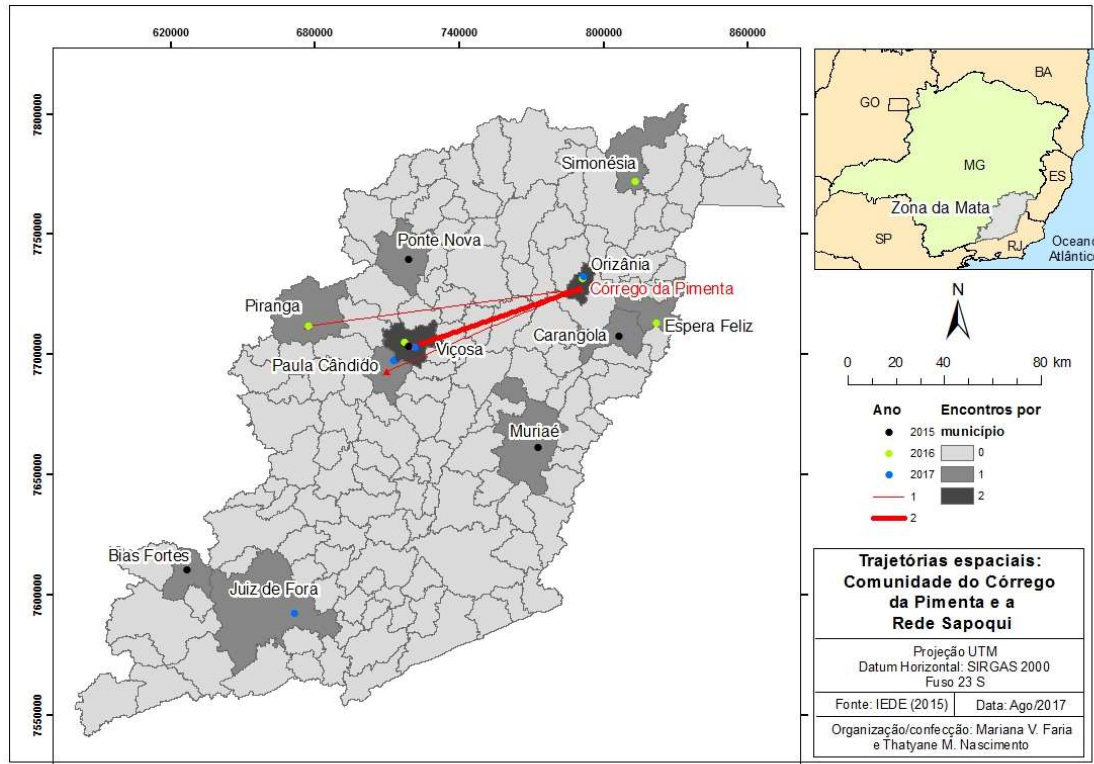 620000 680000 740000 800000 860000
7800000
7750000
7700000
7650000
7600000
7550000
Simonésia
Ponte Nova
Orizânia
Córrego da Pimenta
Piranga
Espera Feliz
Carangola
Viçosa
Paula Cândido
Muriaé
Bias Fortes
Juiz de Fora
BA
GO
MG
ES
Zona da Mata
SP
RJ
Oceano
Atlântico
N
0 20 40 80 km
Ano Encontros por
município
2015 0
2016 1
2017 2
1
2
Trajetórias espaciais:
Comunidade do Córrego
da Pimenta e a
Rede Sapoqui
Projeção UTM
Datum Horizontal: SIRGAS 2000
Fuso 23 S
Fonte: IEDE (2015) Data: Ago/2017
Organização/confecção: Mariana V. Faria
e Thatyane M. Nascimento